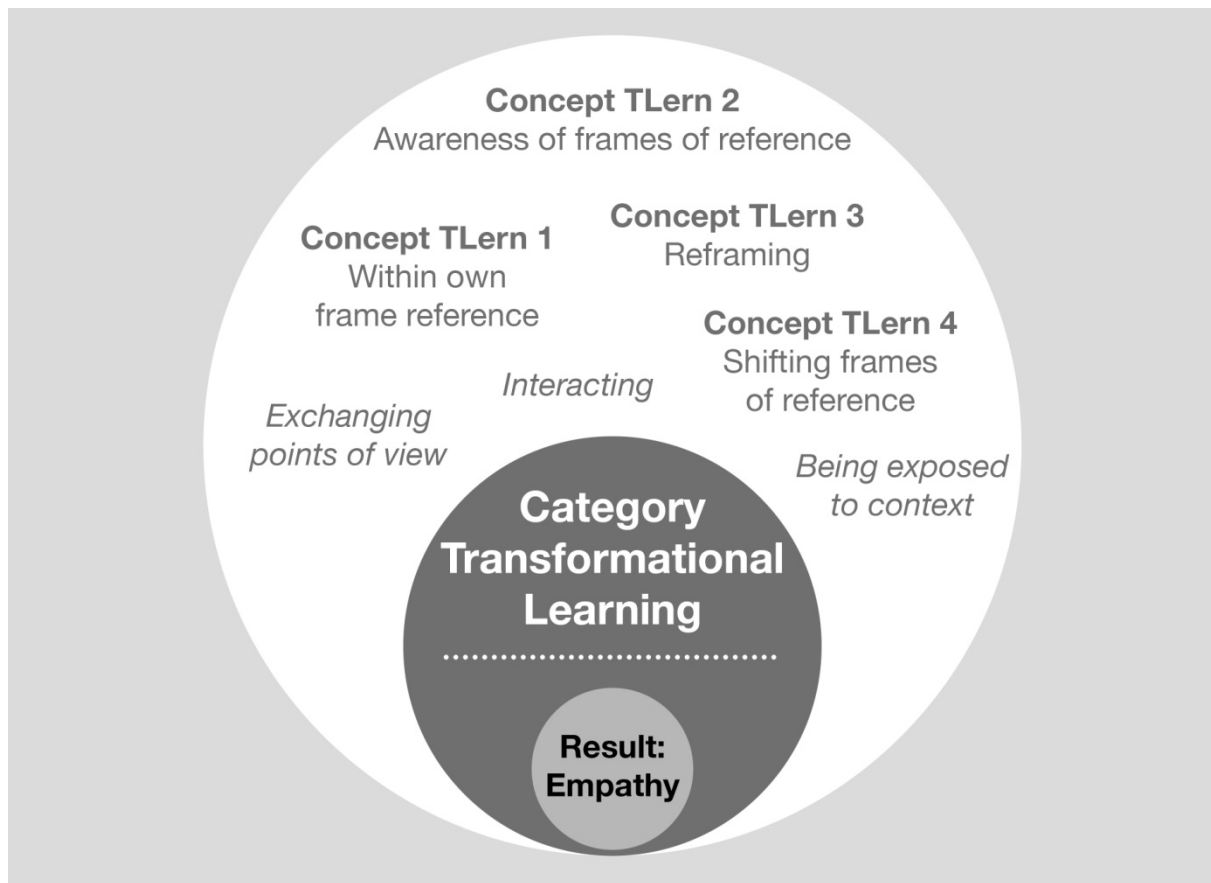 Concept TLern 2
Awareness of frames of reference
Concept TLern 1
Within own
frame reference
Concept TLern 3
Reframing
Concept TLern 4
Shifting frames
of reference
Interacting
Exchanging
points of view
Being exposed
to context
Category
Transformational
Learning
Result:
Empathy